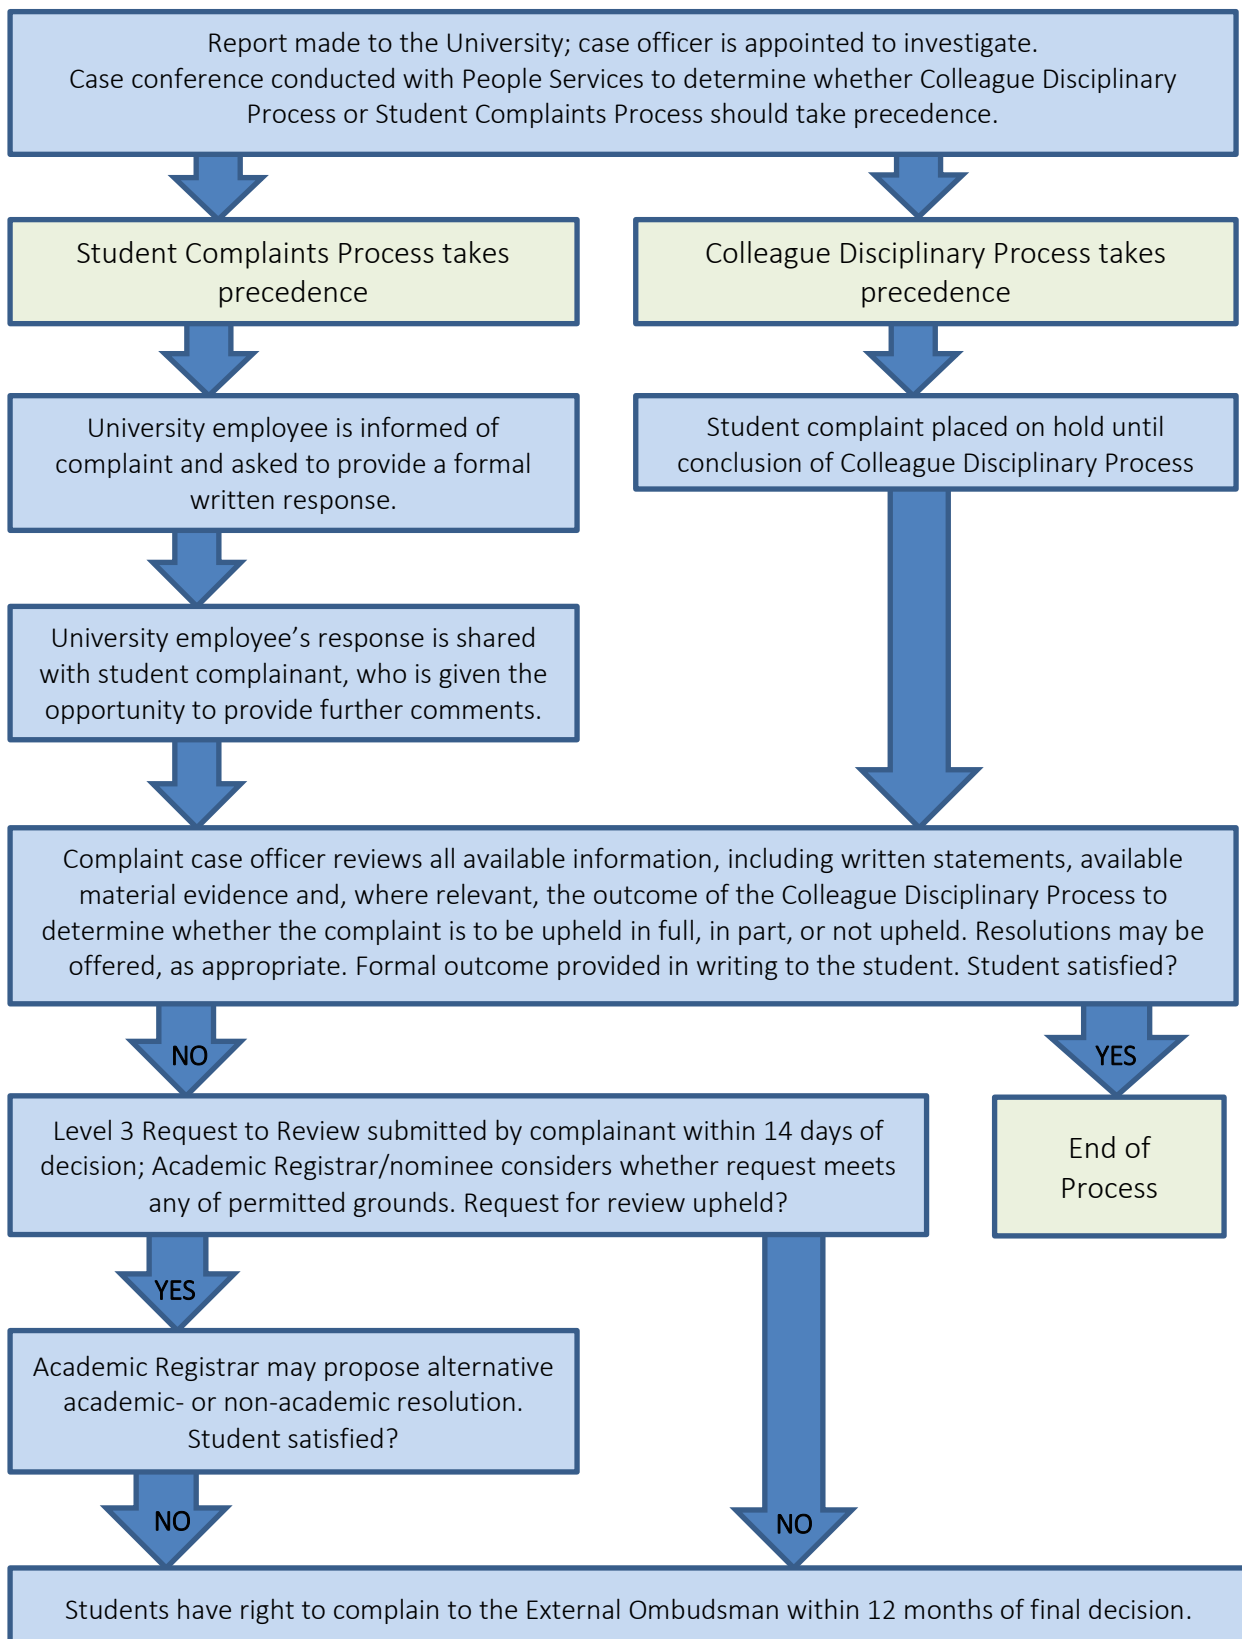 Report made to the University; case officer is appointed to investigate.
Case conference conducted with People Services to determine whether Colleague Disciplinary
Process or Student Complaints Process should take precedence.
Student Complaints Process takes
precedence
Colleague Disciplinary Process takes
precedence
University employee is informed of
complaint and asked to provide a formal
written response.
Student complaint placed on hold until
conclusion of Colleague Disciplinary Process
University employee’s response is shared
with student complainant, who is given the
opportunity to provide further comments.
Complaint case officer reviews all available information, including written statements, available
material evidence and, where relevant, the outcome of the Colleague Disciplinary Process to
determine whether the complaint is to be upheld in full, in part, or not upheld. Resolutions may be
offered, as appropriate. Formal outcome provided in writing to the student. Student satisfied?
NO
YES
Level 3 Request to Review submitted by complainant within 14 days of
decision; Academic Registrar/nominee considers whether request meets
any of permitted grounds. Request for review upheld?
End of
Process
YES
Academic Registrar may propose alternative
academic- or non-academic resolution.
Student satisfied?
NO
NO
Students have right to complain to the External Ombudsman within 12 months of final decision.